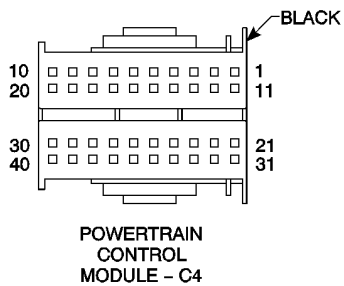 BLACK
10 1
20 11
30 21
40 31
POWERTRAIN
CONTROL
MODULE – C4